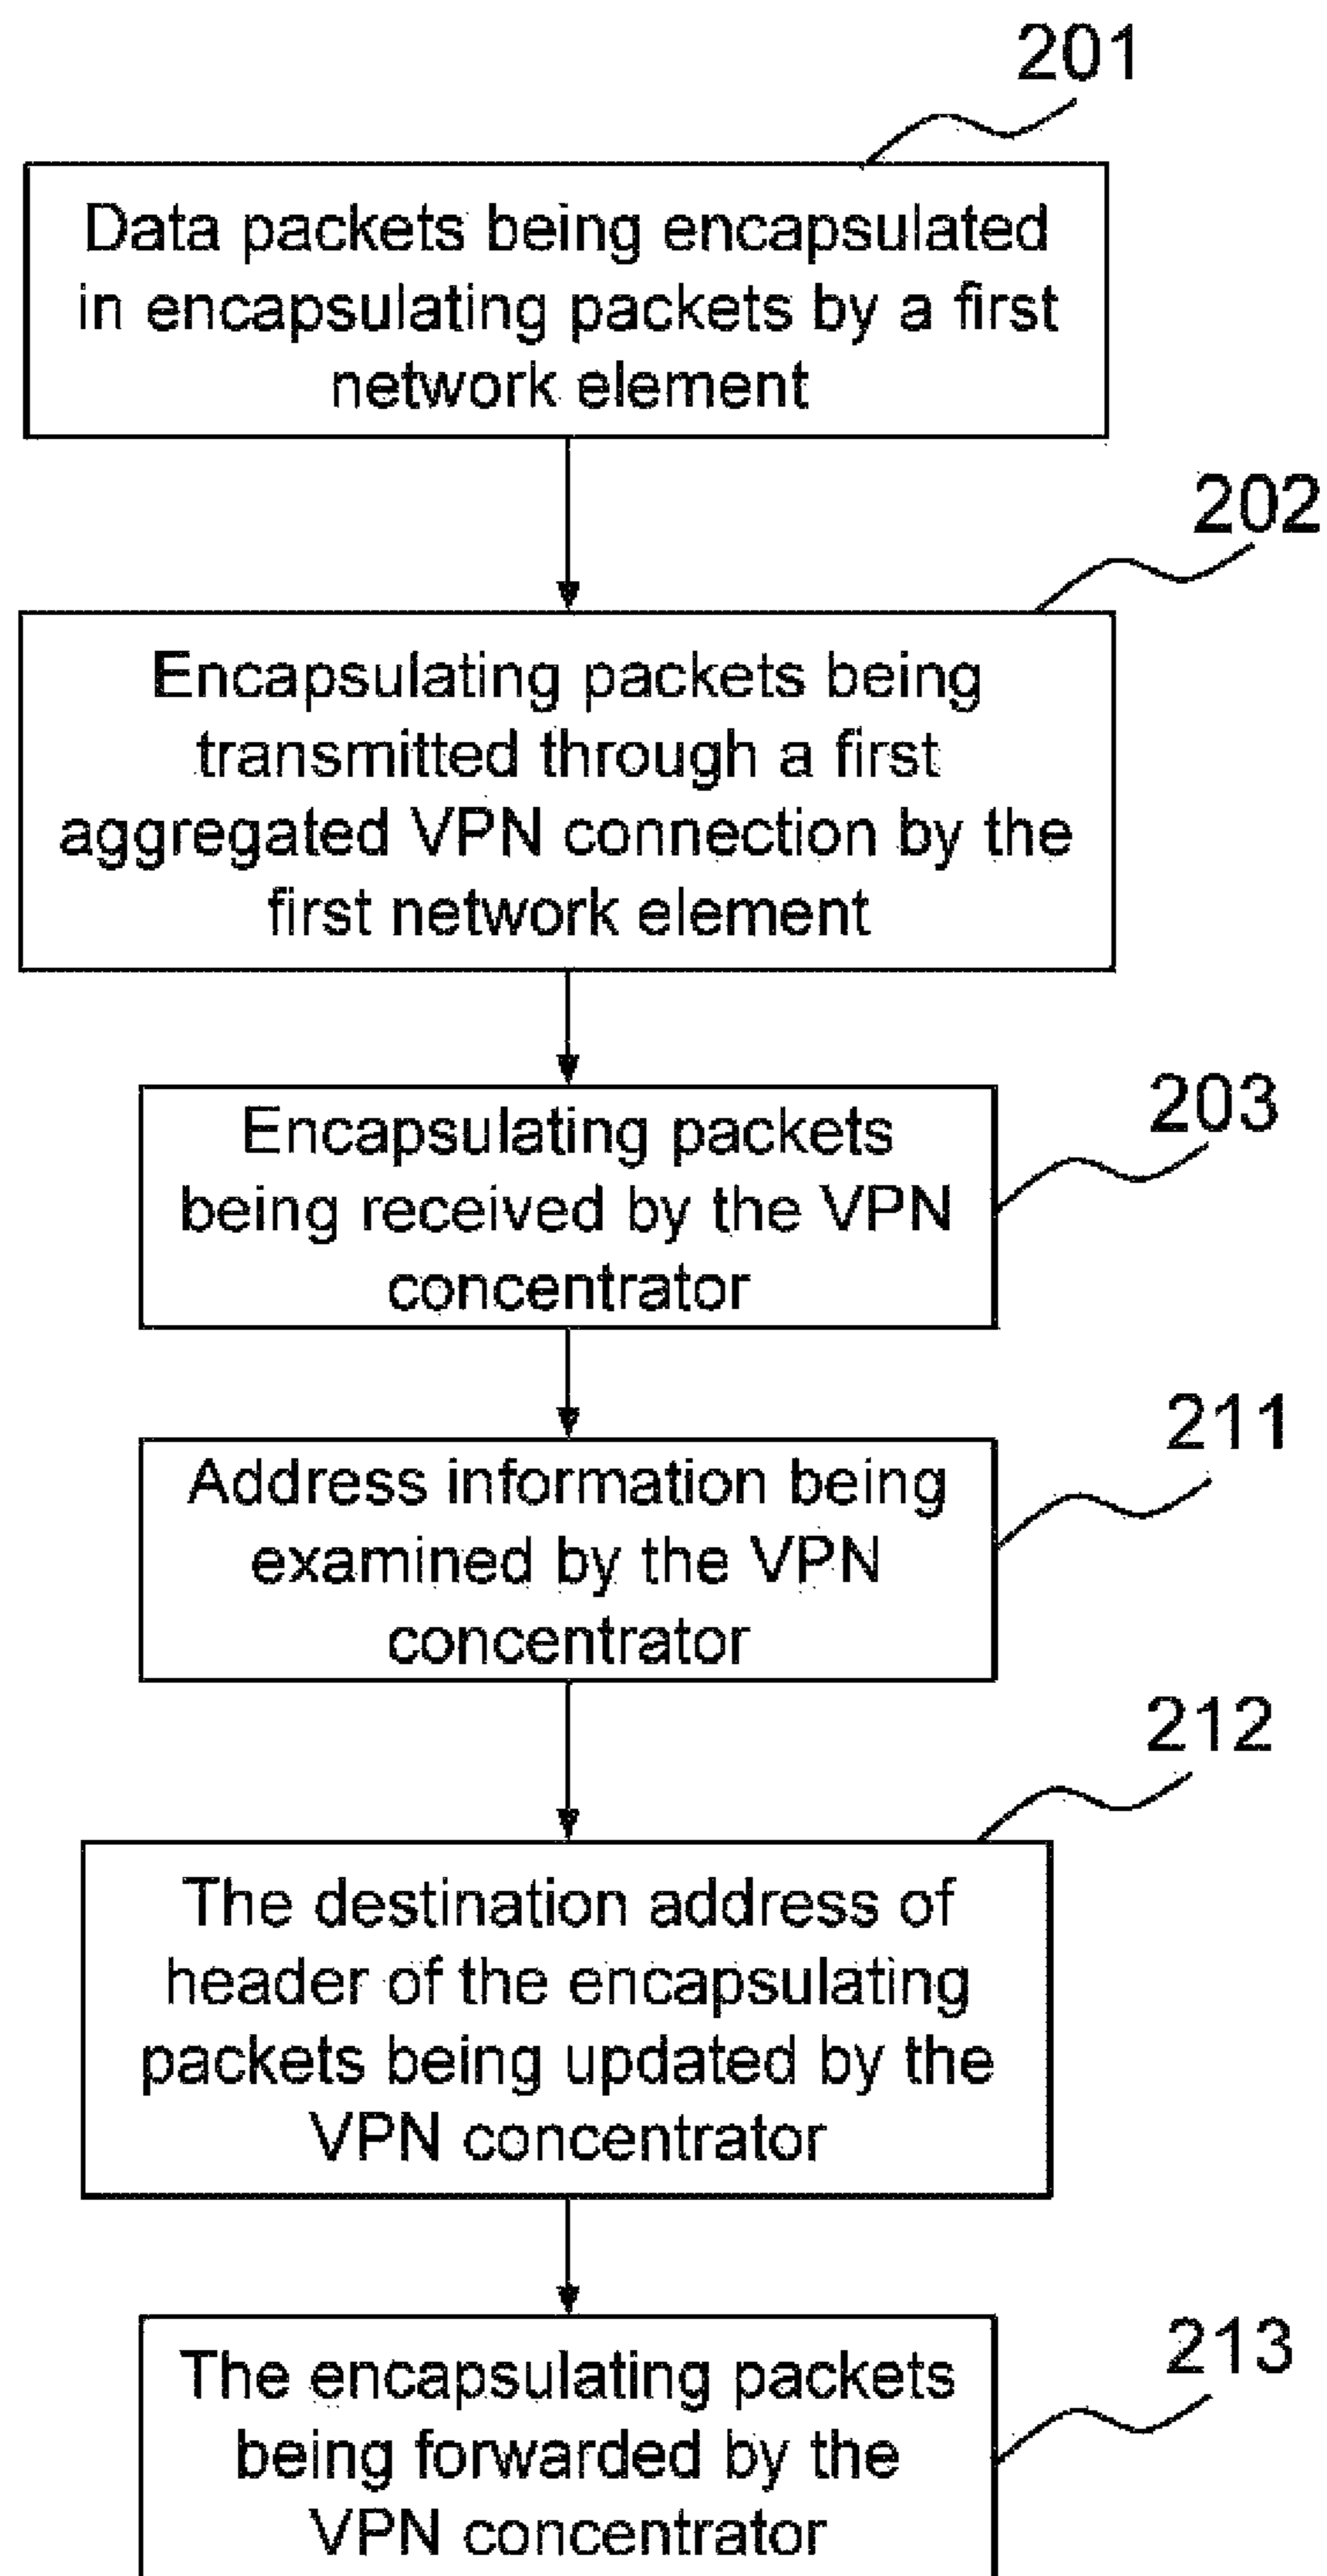 201
Data packets being encapsulated
in encapsulating packets by a first
network element
202
Encapsulating packets being
transmitted through a first
aggregated VPN connection by the
first network element
203
Encapsulating packets
being received by the VPN
concentrator
211
Address information being
examined by the VPN
concentrator
212
The destination address of
header of the encapsulating
packets being updated by the
VPN concentrator
213
The encapsulating packets
being forwarded by the
VPN concentrator